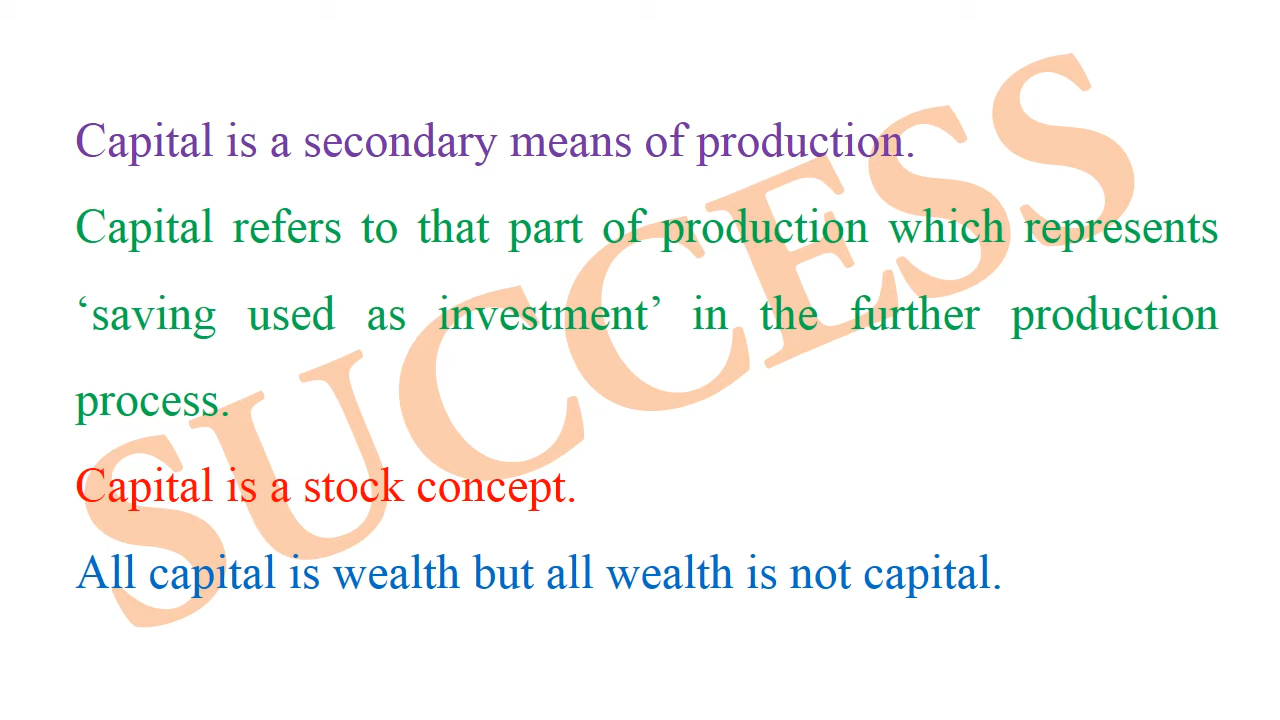 Capital is a secondary means of production.
Capital refers to that part of production which represents
‘saving used as investment’ in the further production
process.
Capital is a stock concept.
All capital is wealth but all wealth is not capital.
SUCCESS